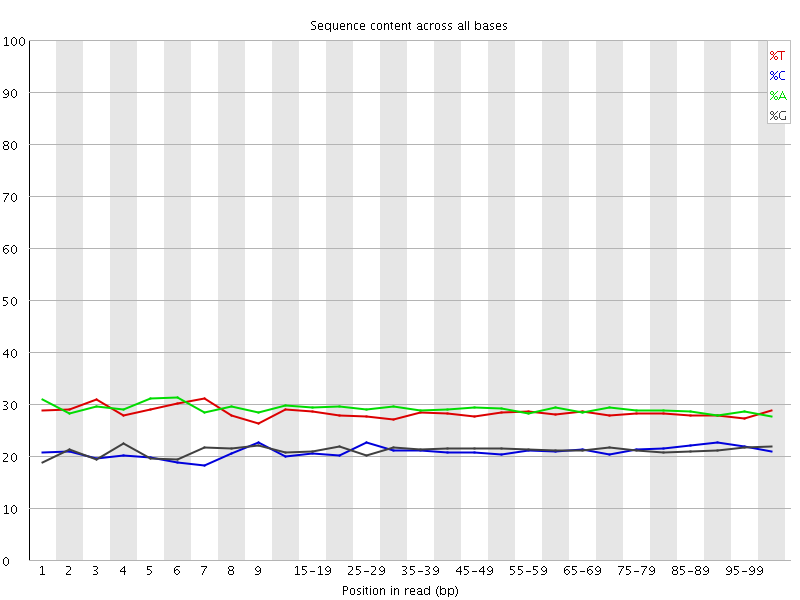 Sequence content across all bases
100
90
80
70
60
50
40
30
20
10
0
%T
%C
%A
%G
1 2 3 4 5 6 7 8 9 15-19 25-29 35-39 45-49 55-59 65-69 75-79 85-89 95-99
Position in read (bp)